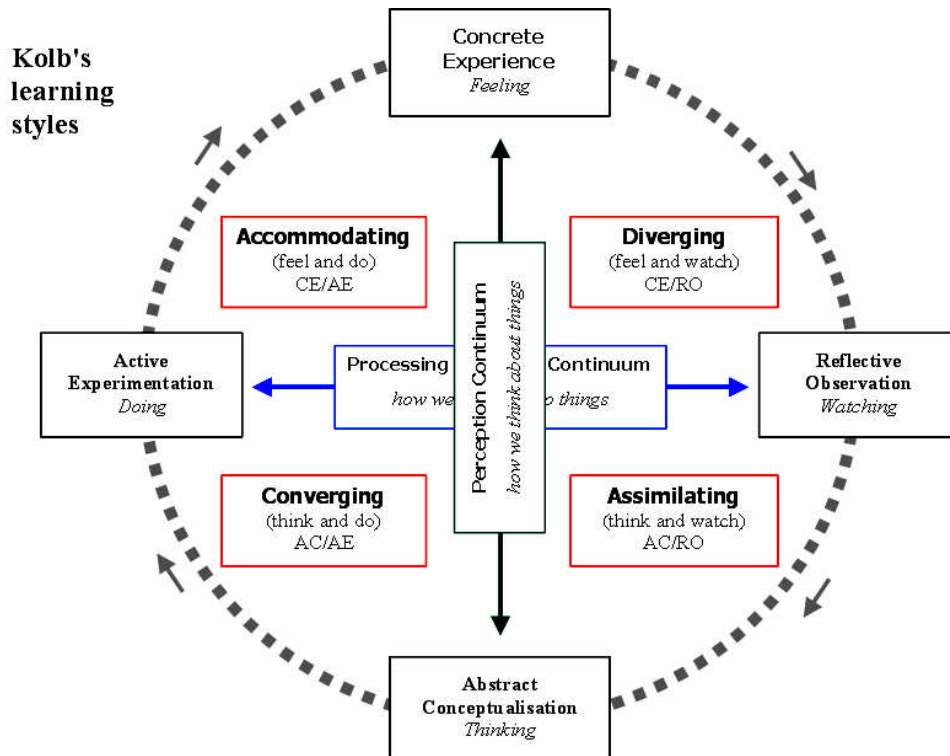 Kolb's
learning
styles
Concrete
Experience
Feeling
Accommodating
(feel and do)
CE/AE
Diverging
(feel and watch)
CE/RO
Perception Continuum
how we think about things
Processing Continuum
how we things
Active
Experimentation
Doing
Reflective
Observation
Watching
Converging
(think and do)
AC/AE
Assimilating
(think and watch)
AC/RO
Abstract
Conceptualisation
Thinking